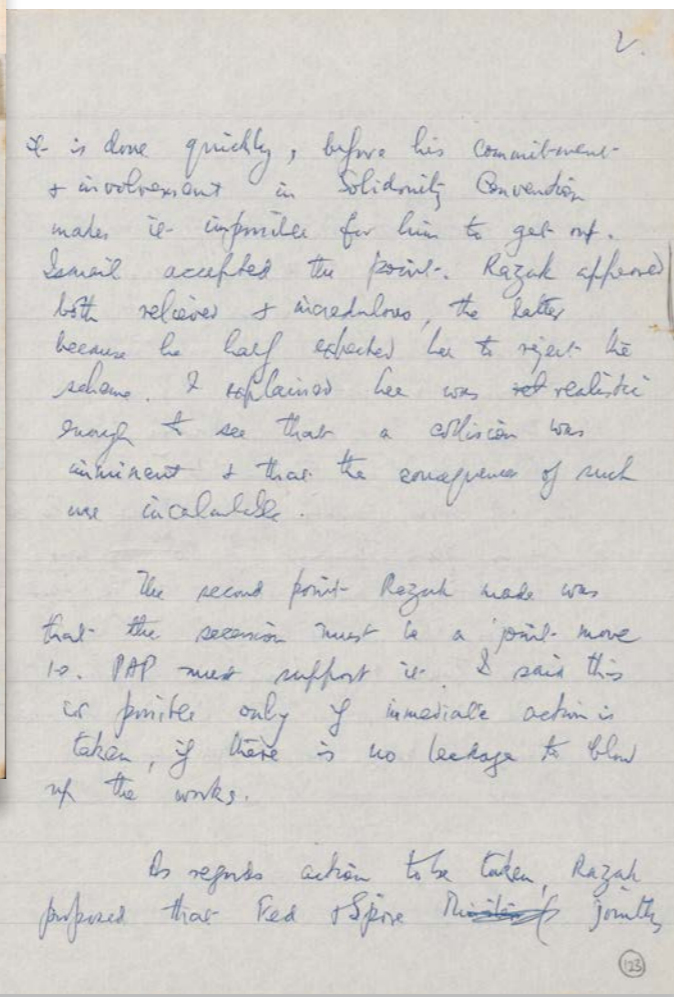 2.
it is done quickly, before his commitment
& involvement in Solidarity Convention
makes it impossible for him to get out.
Ismail accepted the point. Razak appeared
both relieved & incredulous, the latter
because he half expected Lee to reject the
scheme. I explained Lee was realistic
enough to see that a collision was
imminent & that the consequence of such
are incalculable.
The second point Razak made was
that the secession must be a joint move
i.e. PAP must support it. I said this
is possible only if immediate action is
taken, if there is no leakage to blow
up the works.
As regards action to be taken, Razak
proposed that Fed & Spore jointly
123